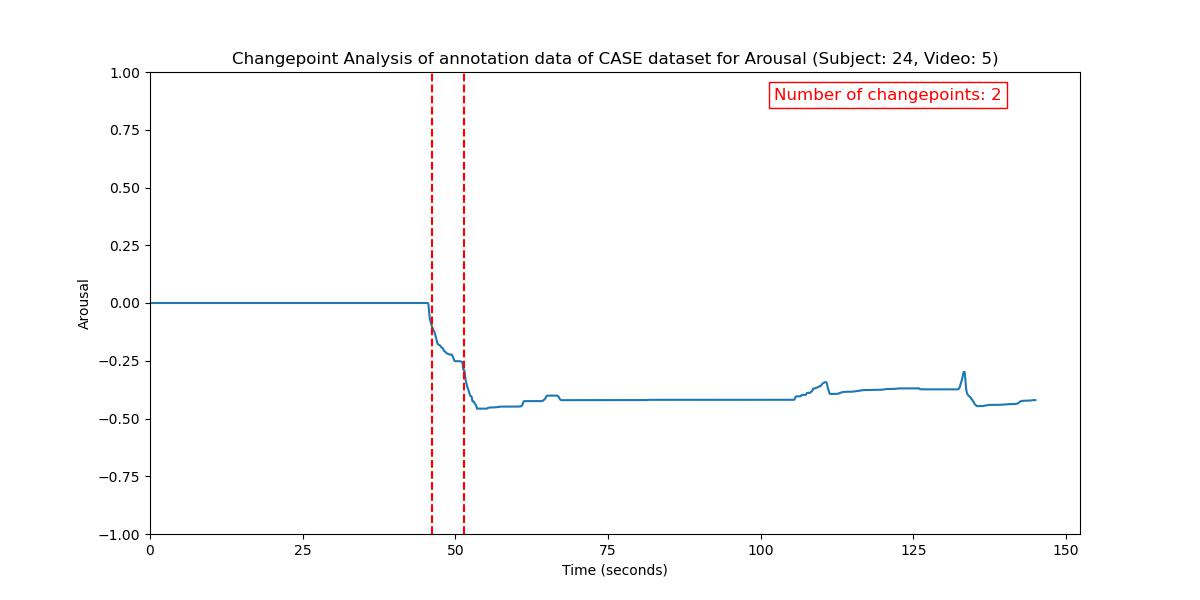 Changepoint Analysis of annotation data of CASE dataset for Arousal (Subject: 24, Video: 5)
Number of changepoints: 2
1.00
0.75
0.50
0.25
0.00
−0.25
−0.50
−0.75
−1.00
Arousal
0 25 50 75 100 125 150
Time (seconds)